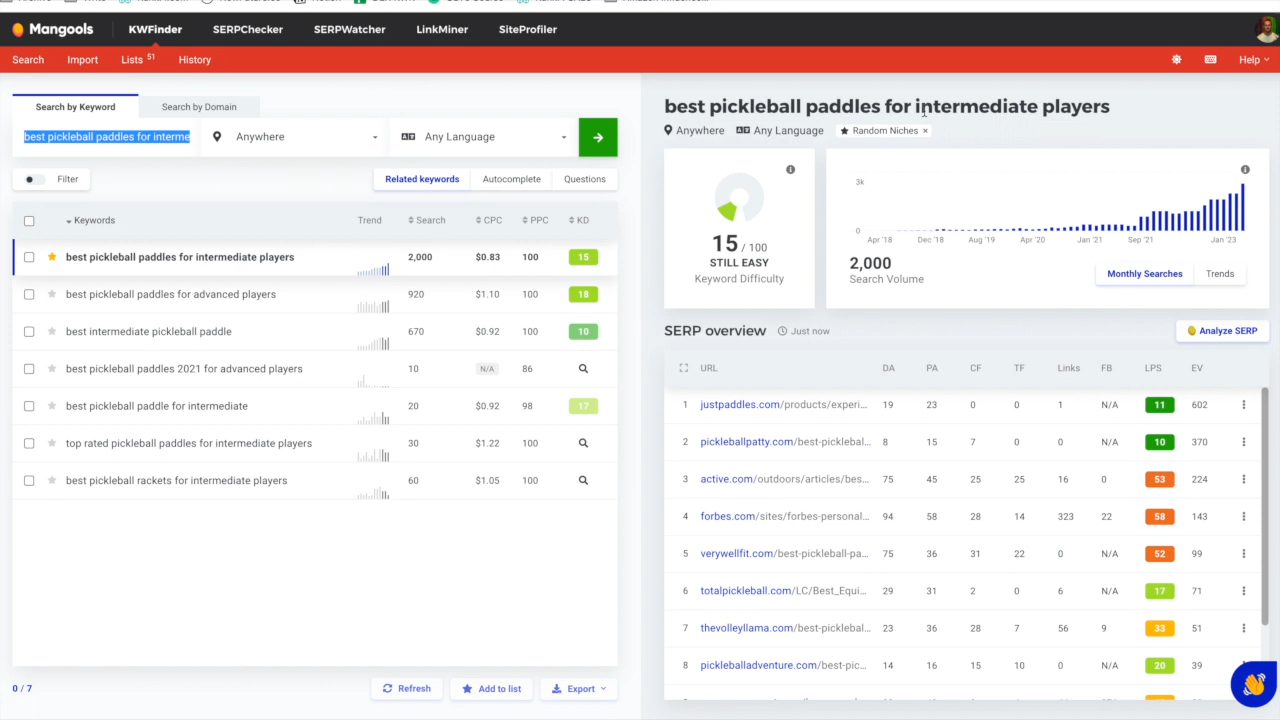 Mangools KWFinder SERPChecker SERPWatcher LinkMiner SiteProfiler
Search Import Lists 51 History Help
Search by Keyword Search by Domain
best pickleball paddles for interme Anywhere Any Language
Filter Related keywords Autocomplete Questions
Keywords Trend Search CPC PPC KD
best pickleball paddles for intermediate players 2,000 $0.83 100 15
best pickleball paddles for advanced players 920 $1.10 100 18
best intermediate pickleball paddle 670 $0.92 100 10
best pickleball paddles 2021 for advanced players 10 N/A 86
best pickleball paddle for intermediate 20 $0.92 98 17
top rated pickleball paddles for intermediate players 30 $1.22 100
best pickleball rackets for intermediate players 60 $1.05 100
0 / 7 Refresh Add to list Export
best pickleball paddles for intermediate players
Anywhere Any Language Random Niches ×
15 / 100
STILL EASY
Keyword Difficulty
3k
0
Apr '18 Dec '18 Aug '19 Apr '20 Jan '21 Sep '21 Jan '23
2,000
Search Volume
Monthly Searches Trends
SERP overview Just now Analyze SERP
URL DA PA CF TF Links FB LPS EV
1 justpaddles.com/products/experi... 19 23 0 0 1 N/A 11 602
2 pickleballpatty.com/best-picklebal... 8 15 7 0 0 N/A 10 370
3 active.com/outdoors/articles/bes... 75 45 25 25 16 0 53 224
4 forbes.com/sites/forbes-personal... 94 58 28 14 323 22 58 143
5 verywellfit.com/best-pickleball-pa... 75 36 31 22 0 N/A 52 99
6 totalpickleball.com/LC/Best_Equi... 29 31 2 0 6 N/A 17 71
7 thevolleyllama.com/best-picklebal... 23 36 28 7 56 9 33 51
8 pickleballadventure.com/best-pic... 14 16 15 10 0 N/A 20 39